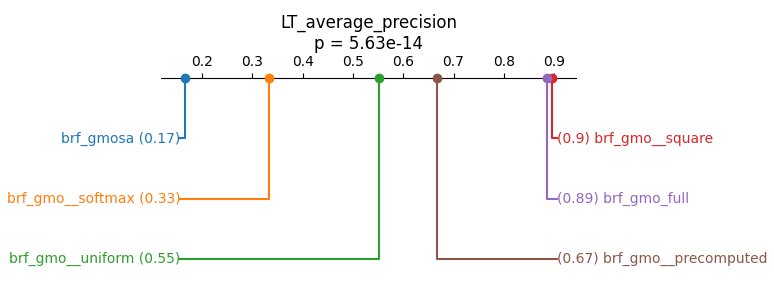 LT_average_precision
p = 5.63e-14
0.2 0.3 0.4 0.5 0.6 0.7 0.8 0.9
brf_gmosa (0.17) (0.9) brf_gmo__square
brf_gmo__softmax (0.33) (0.89) brf_gmo_full
brf_gmo__uniform (0.55) (0.67) brf_gmo__precomputed